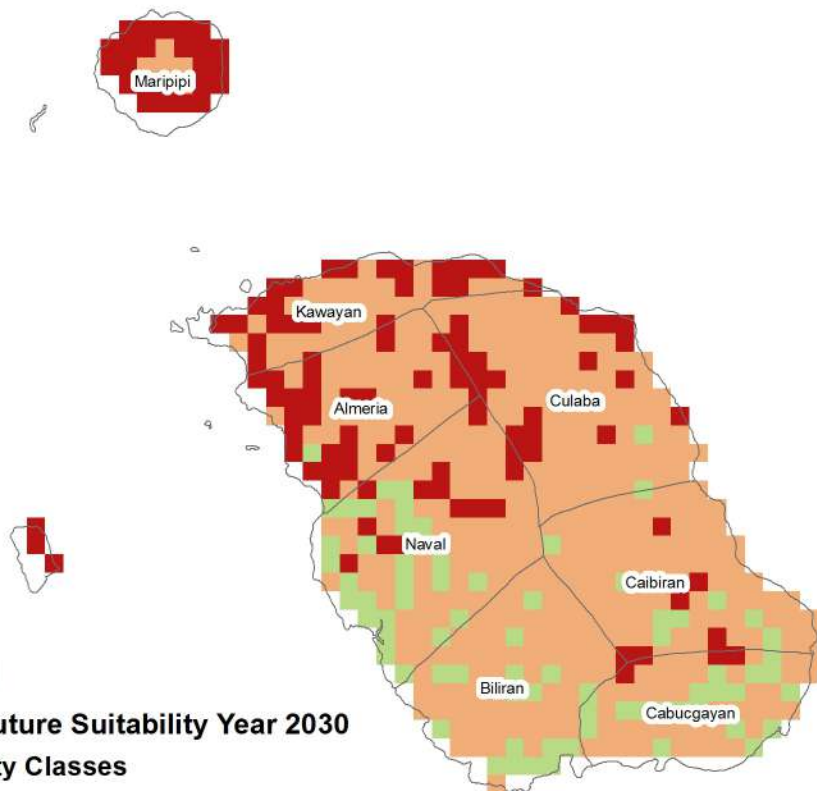 Maripipi
Kawayan
Almeria
Culaba
Naval
Caibiran
Biliran
Cabucgayan
uture Suitability Year 2030
ty Classes